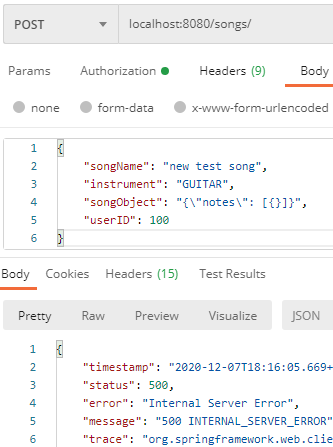 POST localhost:8080/songs/
Params Authorization Headers (9) Body
none form-data x-www-form-urlencoded
1 {
2 "songName": "new test song",
3 "instrument": "GUITAR",
4 "songObject": "{\"notes\": [{}]}",
5 "userID": 100
6 }
Body Cookies Headers (15) Test Results
Pretty Raw Preview Visualize JSON
1 {
2 "timestamp": "2020-12-07T18:16:05.669+
3 "status": 500,
4 "error": "Internal Server Error",
5 "message": "500 INTERNAL_SERVER_ERROR"
6 "trace": "org.springframework.web.clie